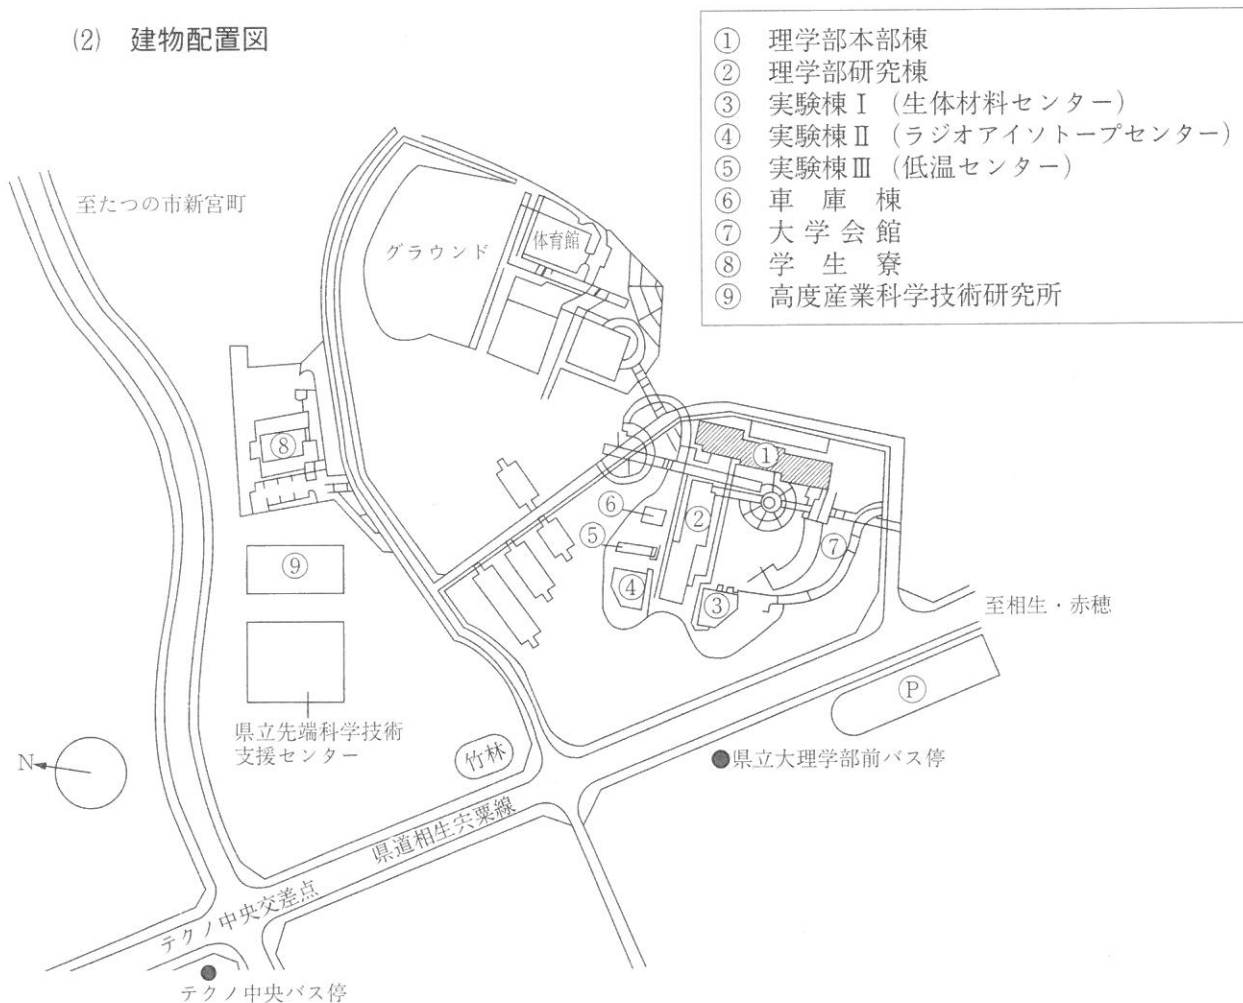 (2) 建物配置図
① 理学部本部棟
② 理学部研究棟
③ 実験棟Ⅰ（生体材料センター）
④ 実験棟Ⅱ（ラジオアイソトープセンター）
⑤ 実験棟Ⅲ（低温センター）
⑥ 車庫棟
⑦ 大学会館
⑧ 学生寮
⑨ 高度産業科学技術研究所
至たつの市新宮町
グラウンド
体育館
⑧
①
⑥
②
⑤
⑦
⑨
④
③
至相生・赤穂
Ⓟ
県立先端科学技術
支援センター
竹林
N
●県立大理学部前バス停
県道相生宍粟線
テクノ中央交差点
テクノ中央バス停